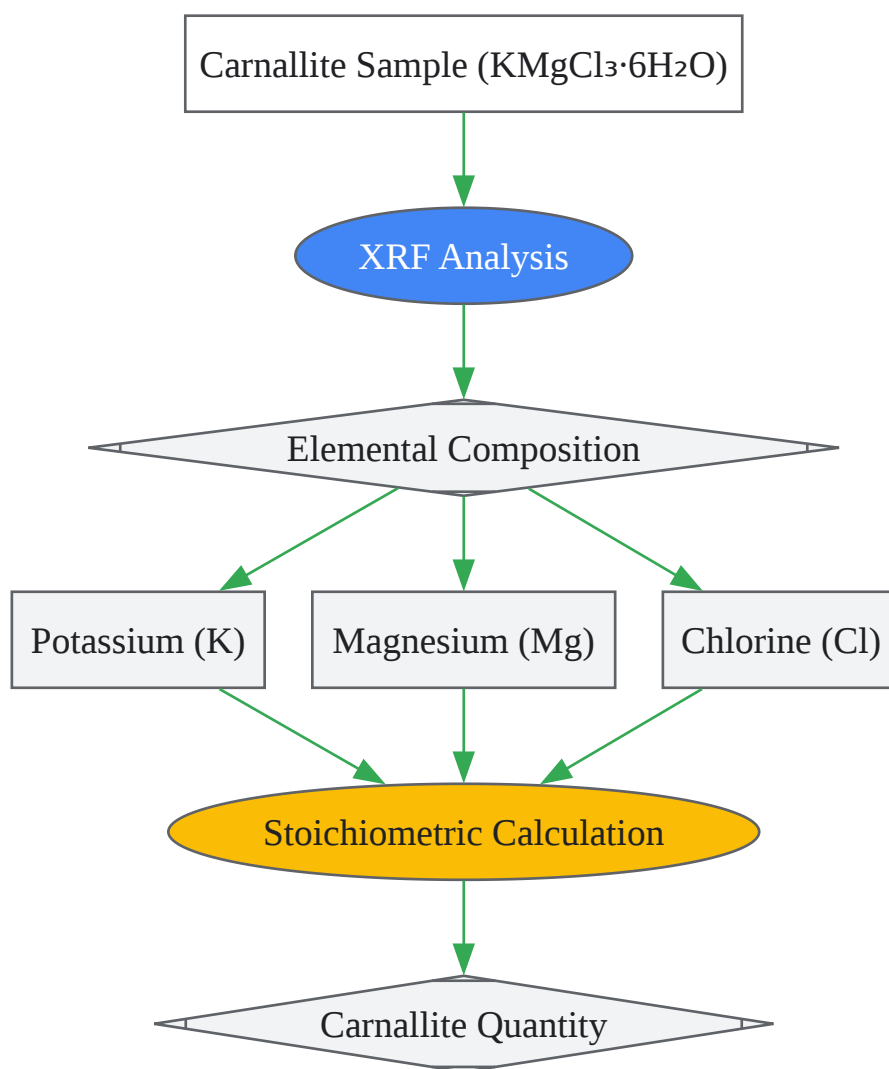 Carnallite Sample (KMgCl₃·6H₂O)
XRF Analysis
Elemental Composition
Potassium (K)
Magnesium (Mg)
Chlorine (Cl)
Stoichiometric Calculation
Carnallite Quantity